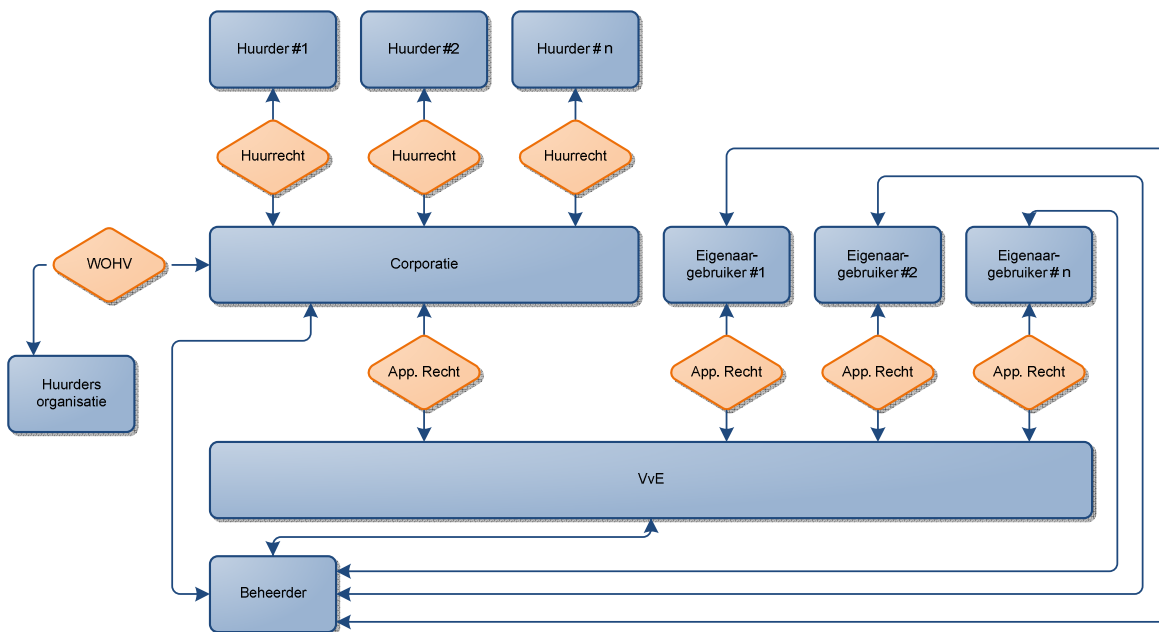 Huurder #1
Huurder #2
Huurder # n
Huurrecht
Huurrecht
Huurrecht
WOHV
Corporatie
Eigenaar-
gebruiker #1
Eigenaar-
gebruiker #2
Eigenaar-
gebruiker # n
Huurders
organisatie
App. Recht
App. Recht
App. Recht
App. Recht
VvE
Beheerder